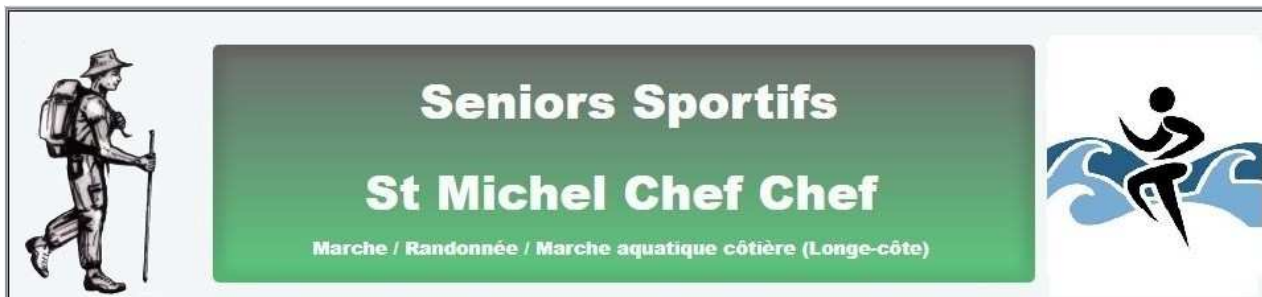 Seniors Sportifs
St Michel Chef Chef
Marche / Randonnée / Marche aquatique côtière (Longe-côte)